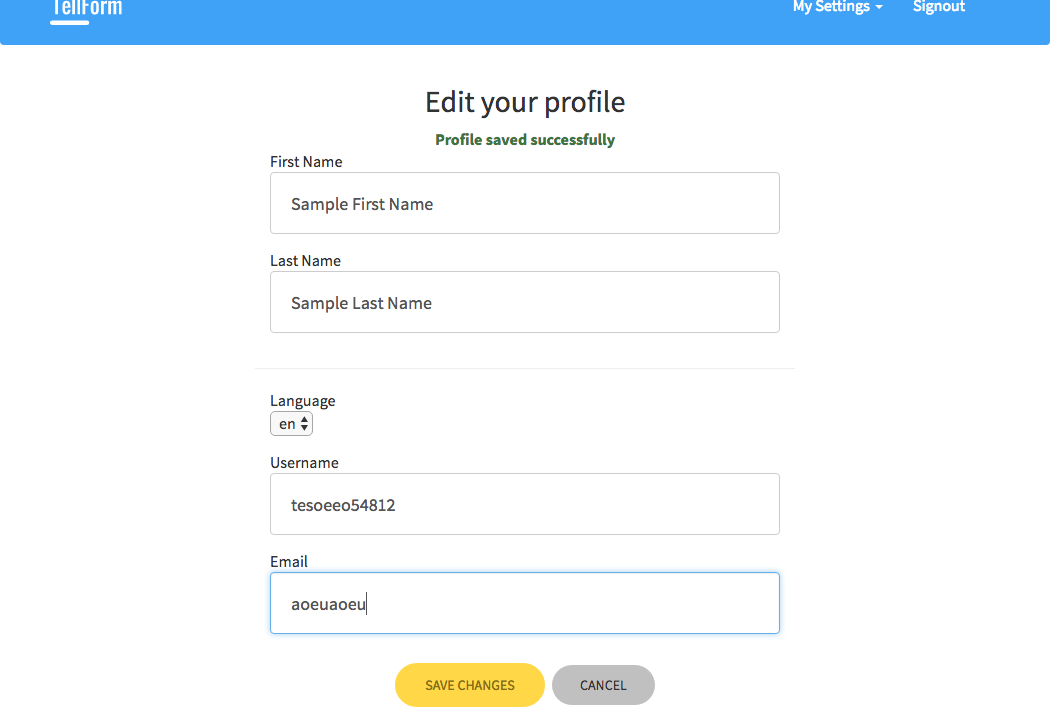 TellForm
My Settings
Signout
Edit your profile
Profile saved successfully
First Name
Sample First Name
Last Name
Sample Last Name
Language
en
Username
tesoeeo54812
Email
aoeuaoeu
SAVE CHANGES
CANCEL